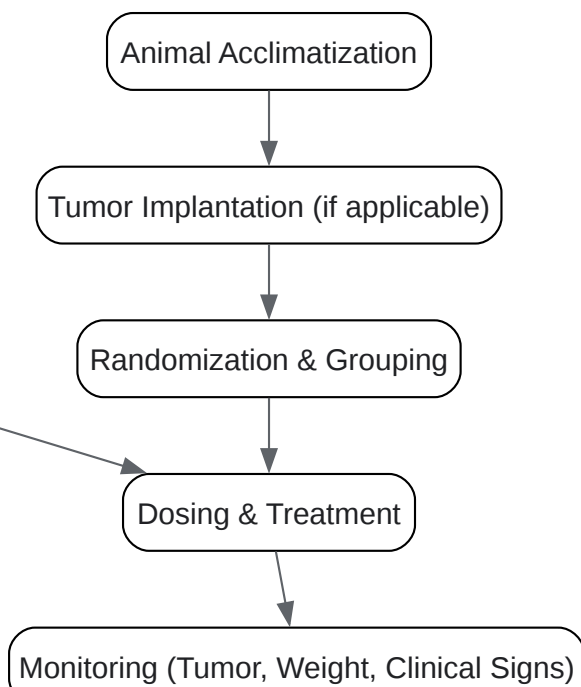 Animal Acclimatization
Tumor Implantation (if applicable)
Randomization & Grouping
Dosing & Treatment
Monitoring (Tumor, Weight, Clinical Signs)